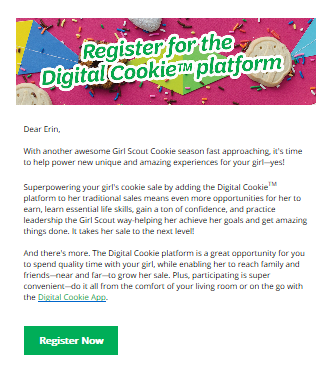 Register for the
Digital Cookie™ platform
Dear Erin,
With another awesome Girl Scout Cookie season fast approaching, it's time
to help power new unique and amazing experiences for your girl—yes!
Superpowering your girl's cookie sale by adding the Digital Cookie™
platform to her traditional sales means even more opportunities for her to
earn, learn essential life skills, gain a ton of confidence, and practice
leadership the Girl Scout way-helping her achieve her goals and get amazing
things done. It takes her sale to the next level!
And there's more. The Digital Cookie platform is a great opportunity for you
to spend quality time with your girl, while enabling her to reach family and
friends—near and far—to grow her sale. Plus, participating is super
convenient—do it all from the comfort of your living room or on the go with
the Digital Cookie App.
Register Now